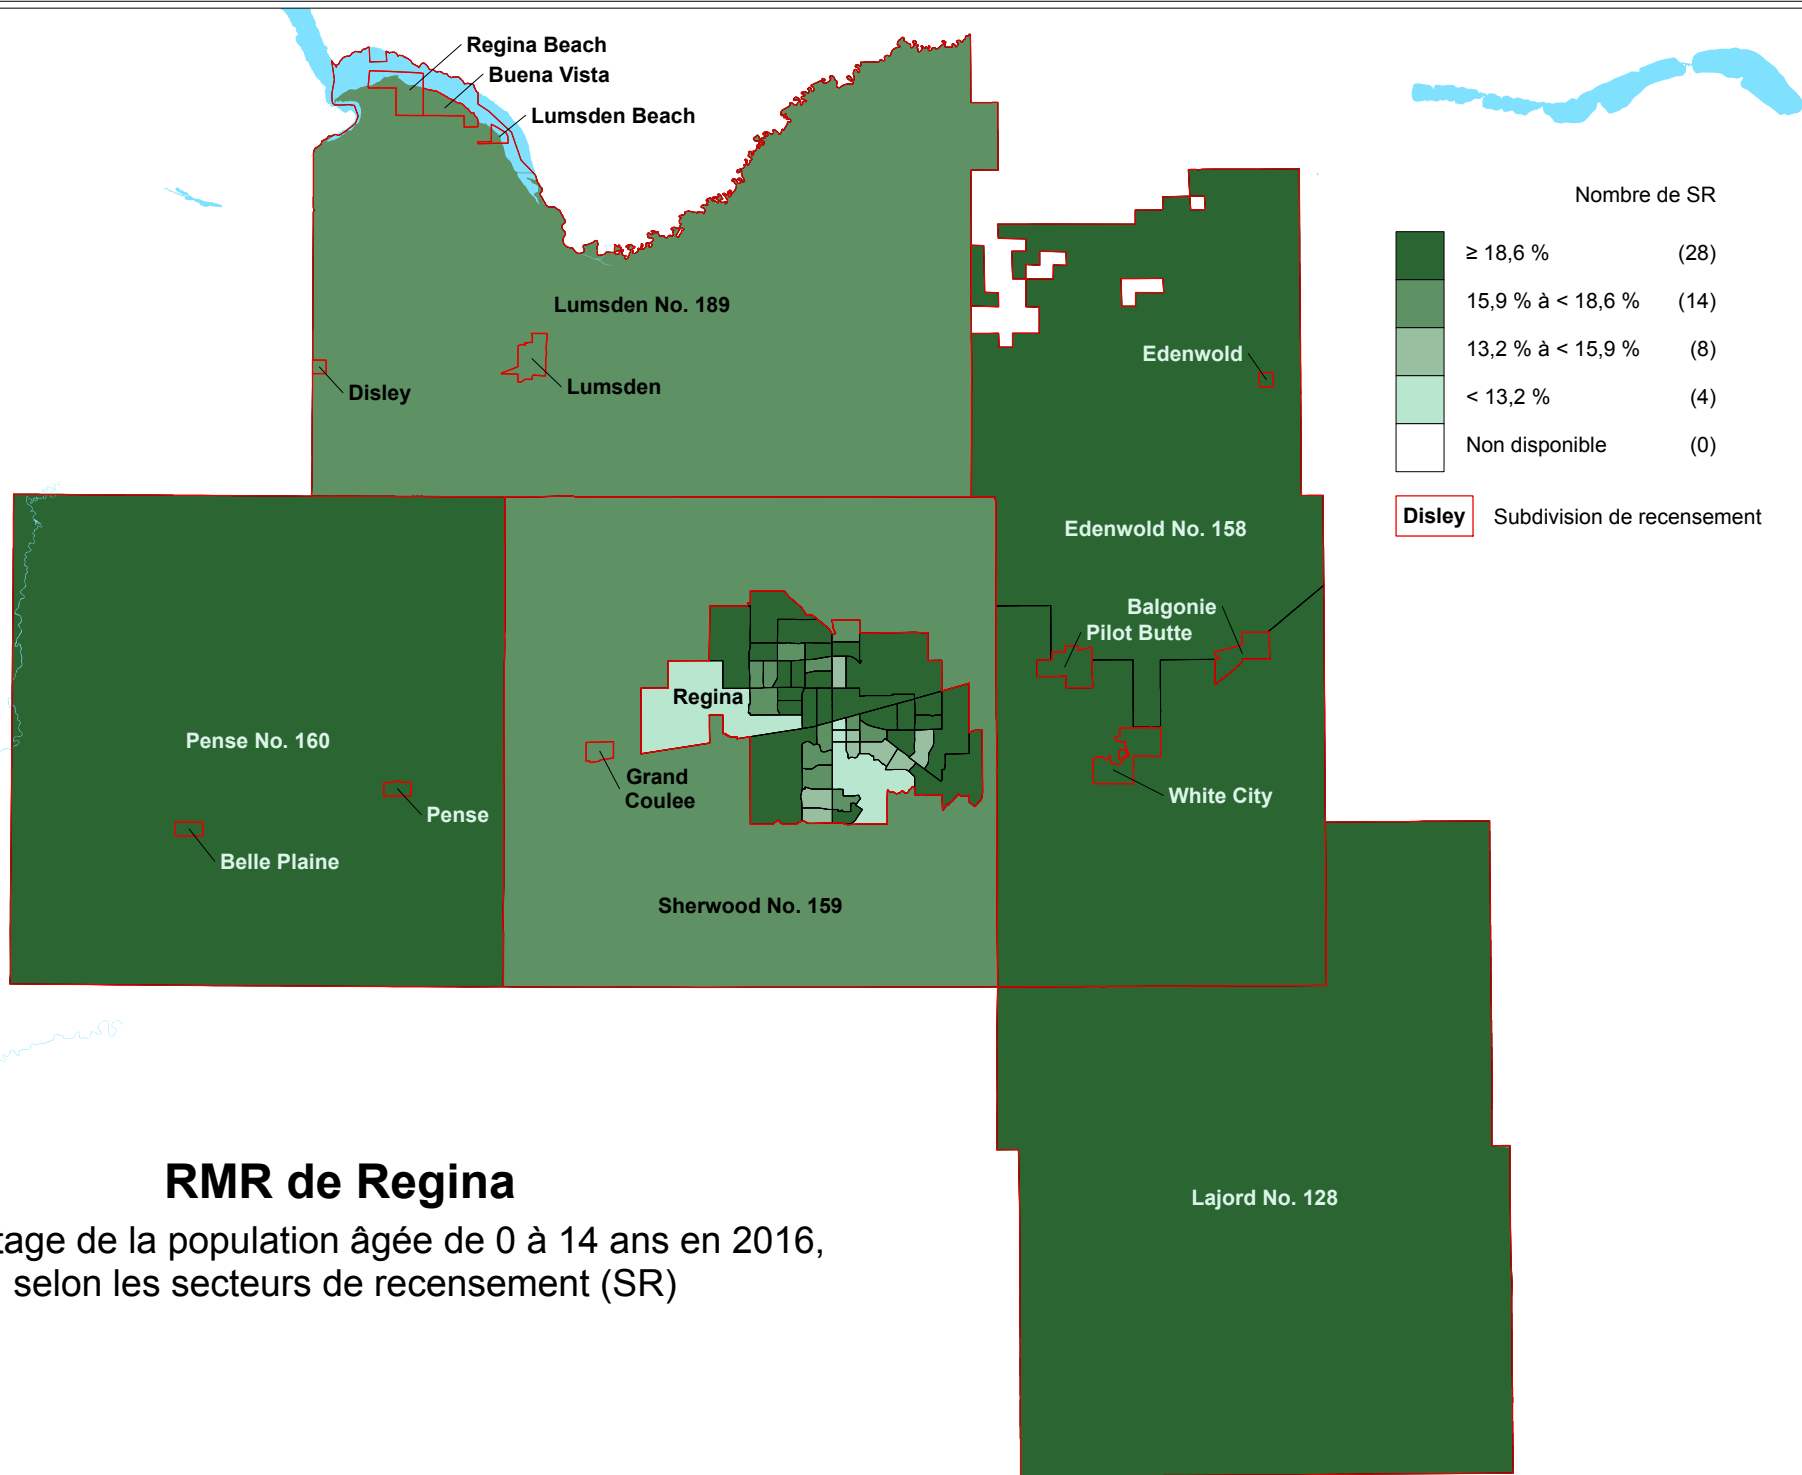 Regina Beach
Buena Vista
Lumsden Beach
Nombre de SR
≥ 18,6 % (28)
15,9 % à < 18,6 % (14)
13,2 % à < 15,9 % (8)
< 13,2 % (4)
Non disponible (0)
Disley Subdivision de recensement
Lumsden No. 189
Edenwold
Disley
Lumsden
Edenwold No. 158
Balgonie
Pilot Butte
Regina
Pense No. 160
Grand
Coulee
White City
Pense
Belle Plaine
Sherwood No. 159
Lajord No. 128
RMR de Regina
tage de la population âgée de 0 à 14 ans en 2016,
selon les secteurs de recensement (SR)